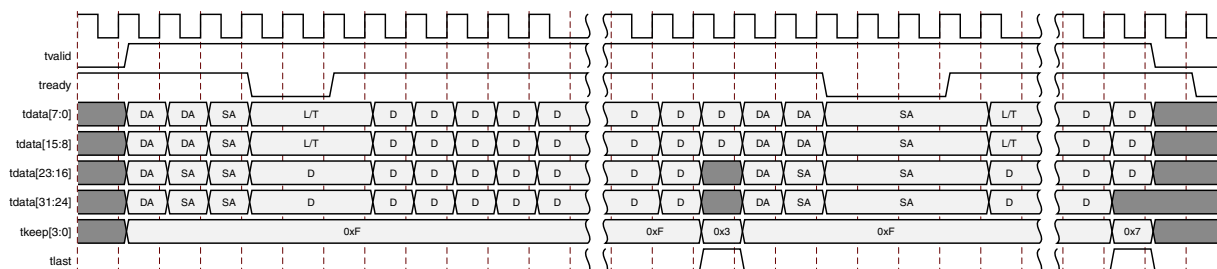 tvalid
tready
tdata[7:0] DA DA SA L/T D D D D D D D D DA DA SA L/T D D
tdata[15:8] DA DA SA L/T D D D D D D D D DA DA SA L/T D D
tdata[23:16] DA SA SA D D D D D D D D DA SA SA D D D
tdata[31:24] DA SA SA D D D D D D D D DA SA SA D D
tkeep[3:0] 0xF 0xF 0x3 0xF 0x7
tlast